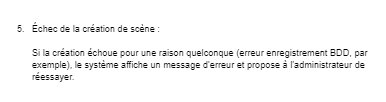 5. Échec de la création de scène :
Si la création échoue pour une raison quelconque (erreur enregistrement BDD, par
exemple), le système affiche un message d'erreur et propose à l'administrateur de
réessayer.